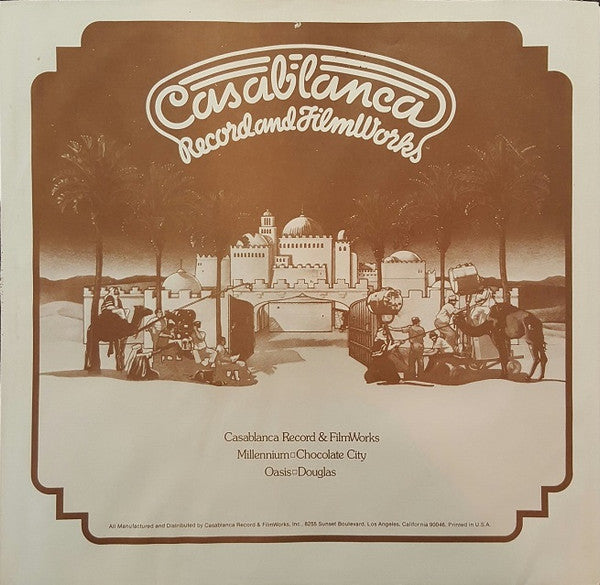 Casablanca
Record and FilmWorks
Casablanca Record & FilmWorks
Millennium▫Chocolate City
Oasis▫Douglas
All Manufactured and Distributed by Casablanca Record & FilmWorks, Inc., 8255 Sunset Boulevard, Los Angeles, California 90046, Printed in U.S.A.